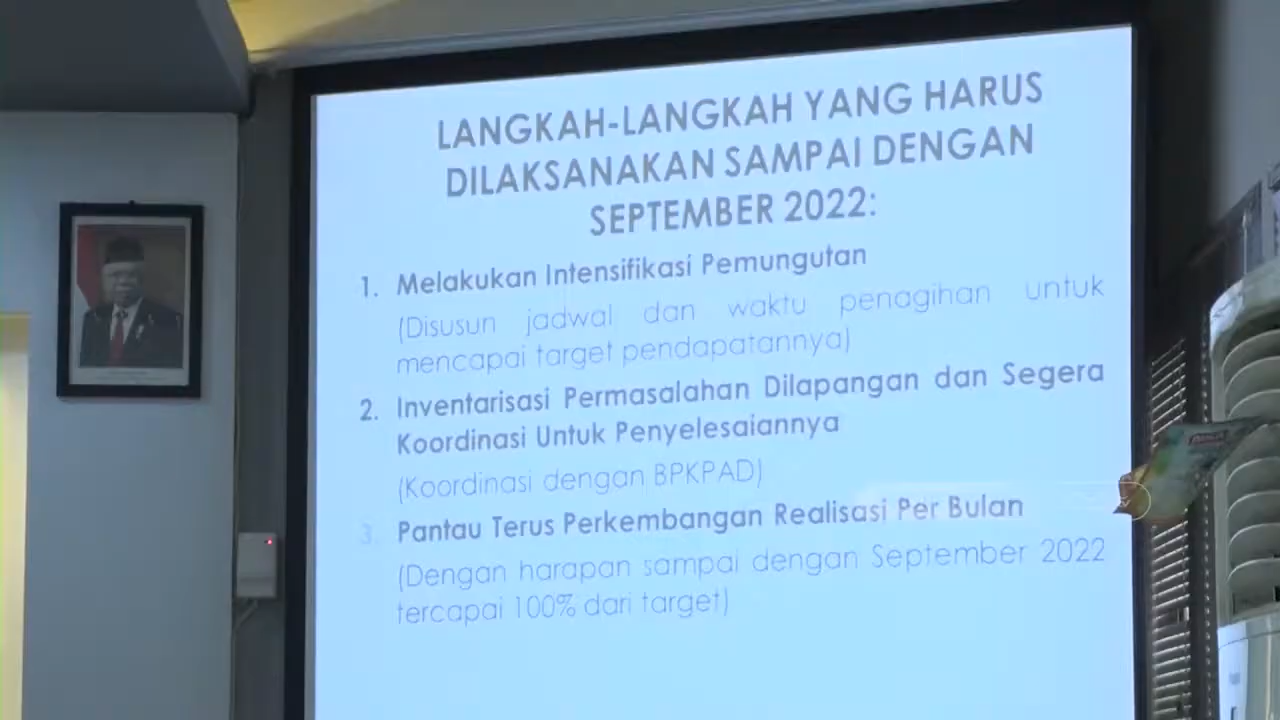 LANGKAH-LANGKAH YANG HARUS
DILAKSANAKAN SAMPAI DENGAN
SEPTEMBER 2022:
1. Melakukan Intensifikasi Pemungutan
(Disusun jadwal dan waktu penagihan untuk
mencapai target pendapatannya)
2. Inventarisasi Permasalahan Dilapangan dan Segera
Koordinasi Untuk Penyelesaiannya
(Koordinasi dengan BPKPAD)
3. Pantau Terus Perkembangan Realisasi Per Bulan
(Dengan harapan sampai dengan September 2022
tercapai 100% dari target)